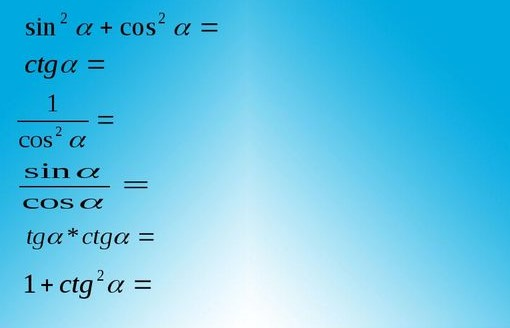 sin² α + cos² α =
ctgα =
1
cos² α
=
sin α
cos α
=
tgα * ctgα =
1 + ctg² α =